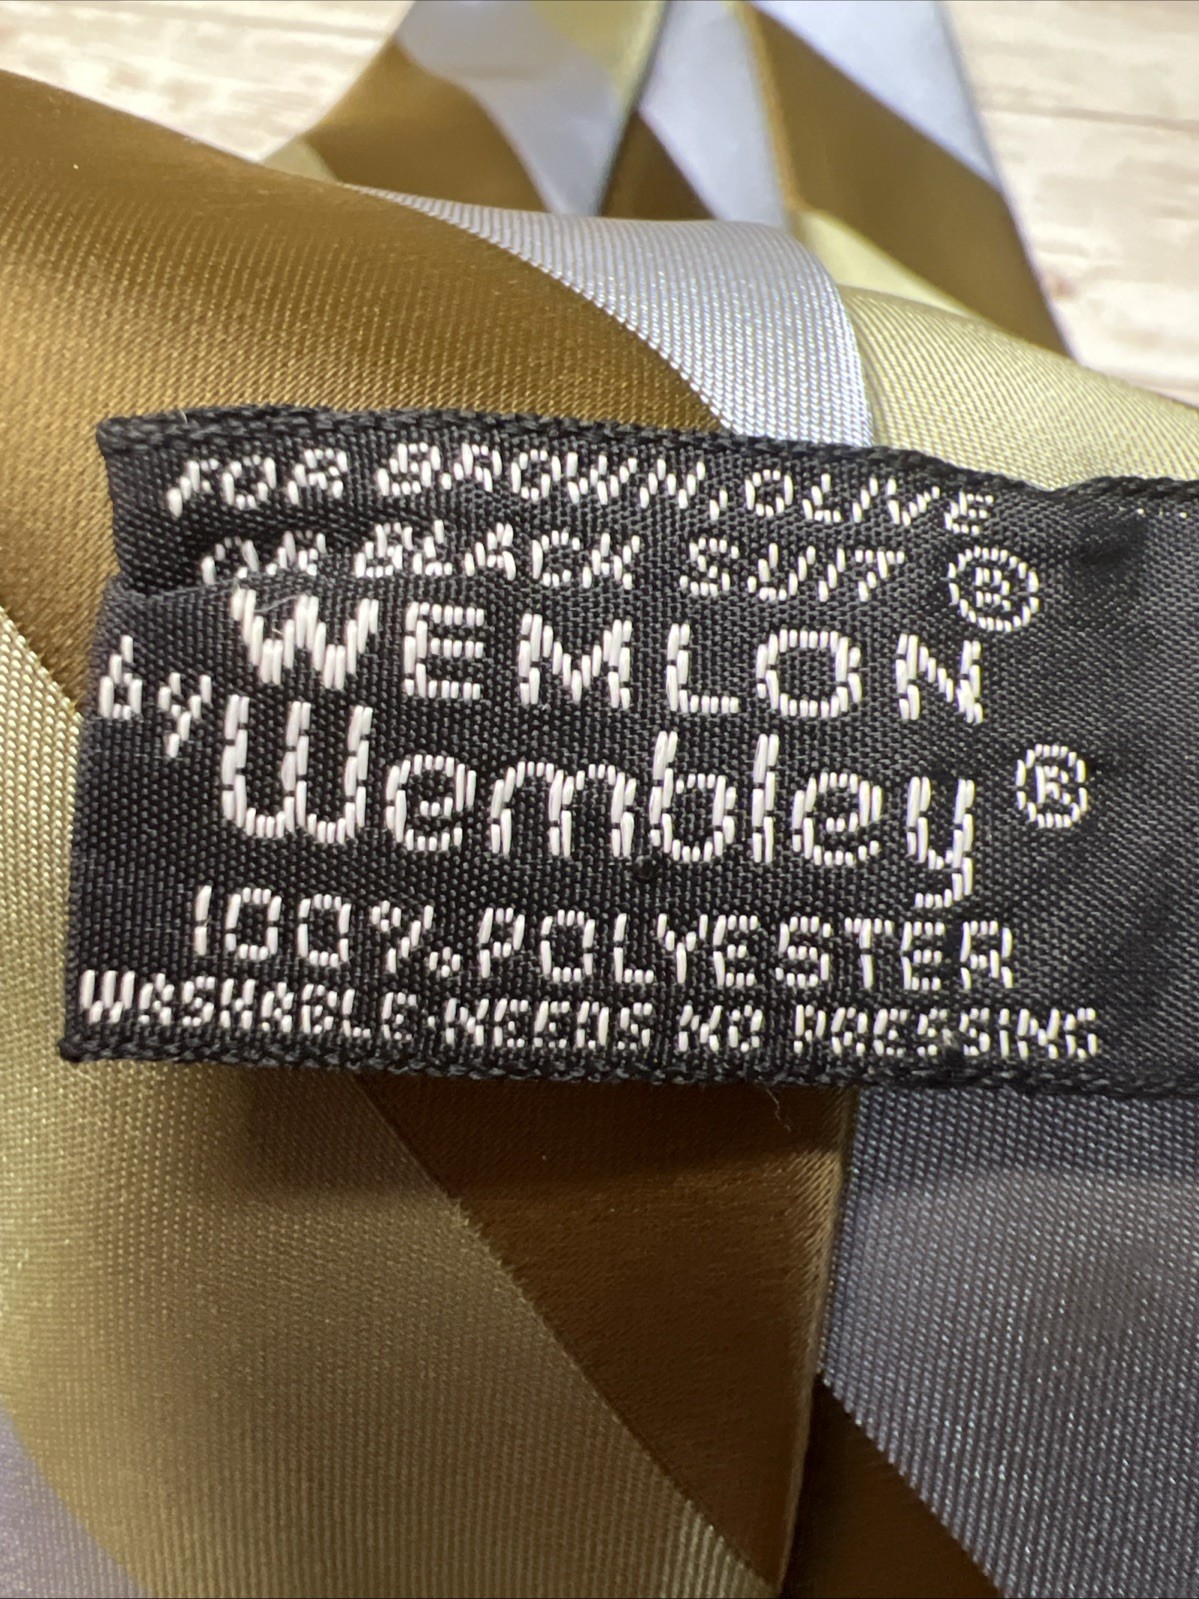 FOR BROWN, OLIVE
OR BLACK SUIT
WEMLON ®
by Wembley ®
100% POLYESTER
WASHABLE·NEEDS NO PRESSING